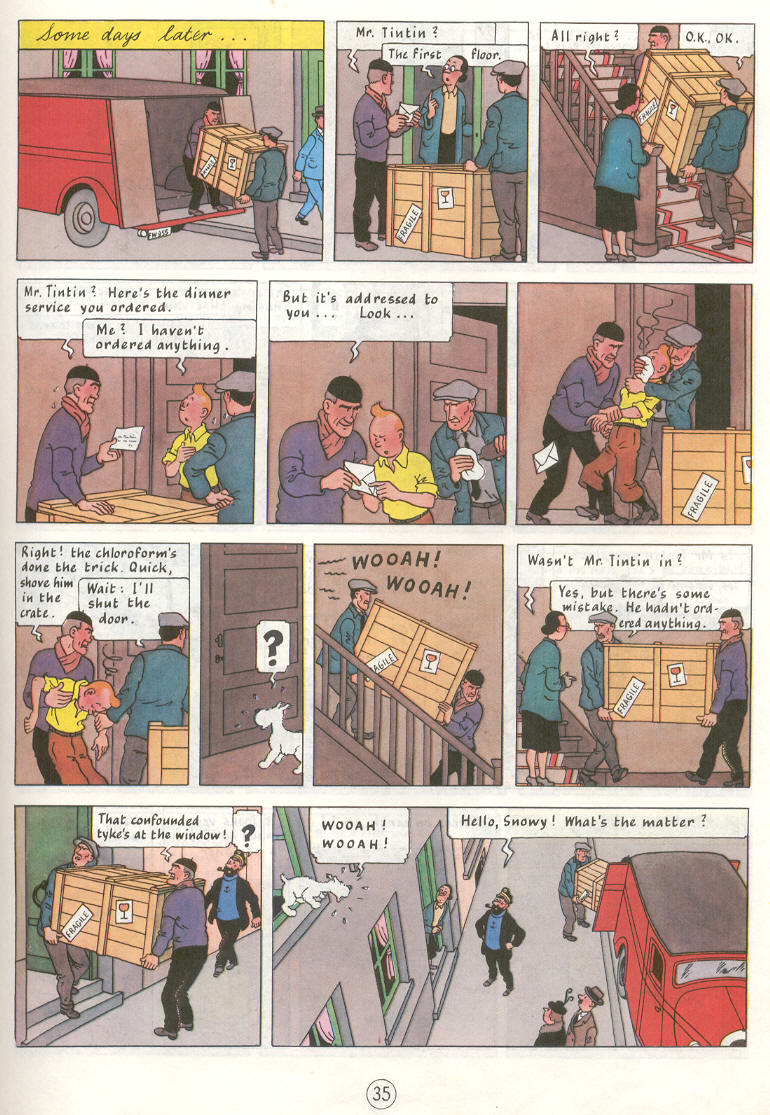 Some days later...
FRAGILE
Mr. Tintin?
The first floor.
FRAGILE
All right?
O.K., OK.
FRAGILE
Mr. Tintin? Here's the dinner
service you ordered.
Me? I haven't
ordered anything.
But it's addressed to
you... Look...
FRAGILE
Right! the chloroform's
done the trick. Quick,
shove him
in the
crate.
Wait: I'll
shut the
door.
?
WOOAH!
WOOAH!
FRAGILE
Wasn't Mr. Tintin in?
Yes, but there's some
mistake. He hadn't ord-
ered anything.
FRAGILE
That confounded
tyke's at the window!
?
FRAGILE
WOOAH!
WOOAH!
Hello, Snowy! What's the matter?
35